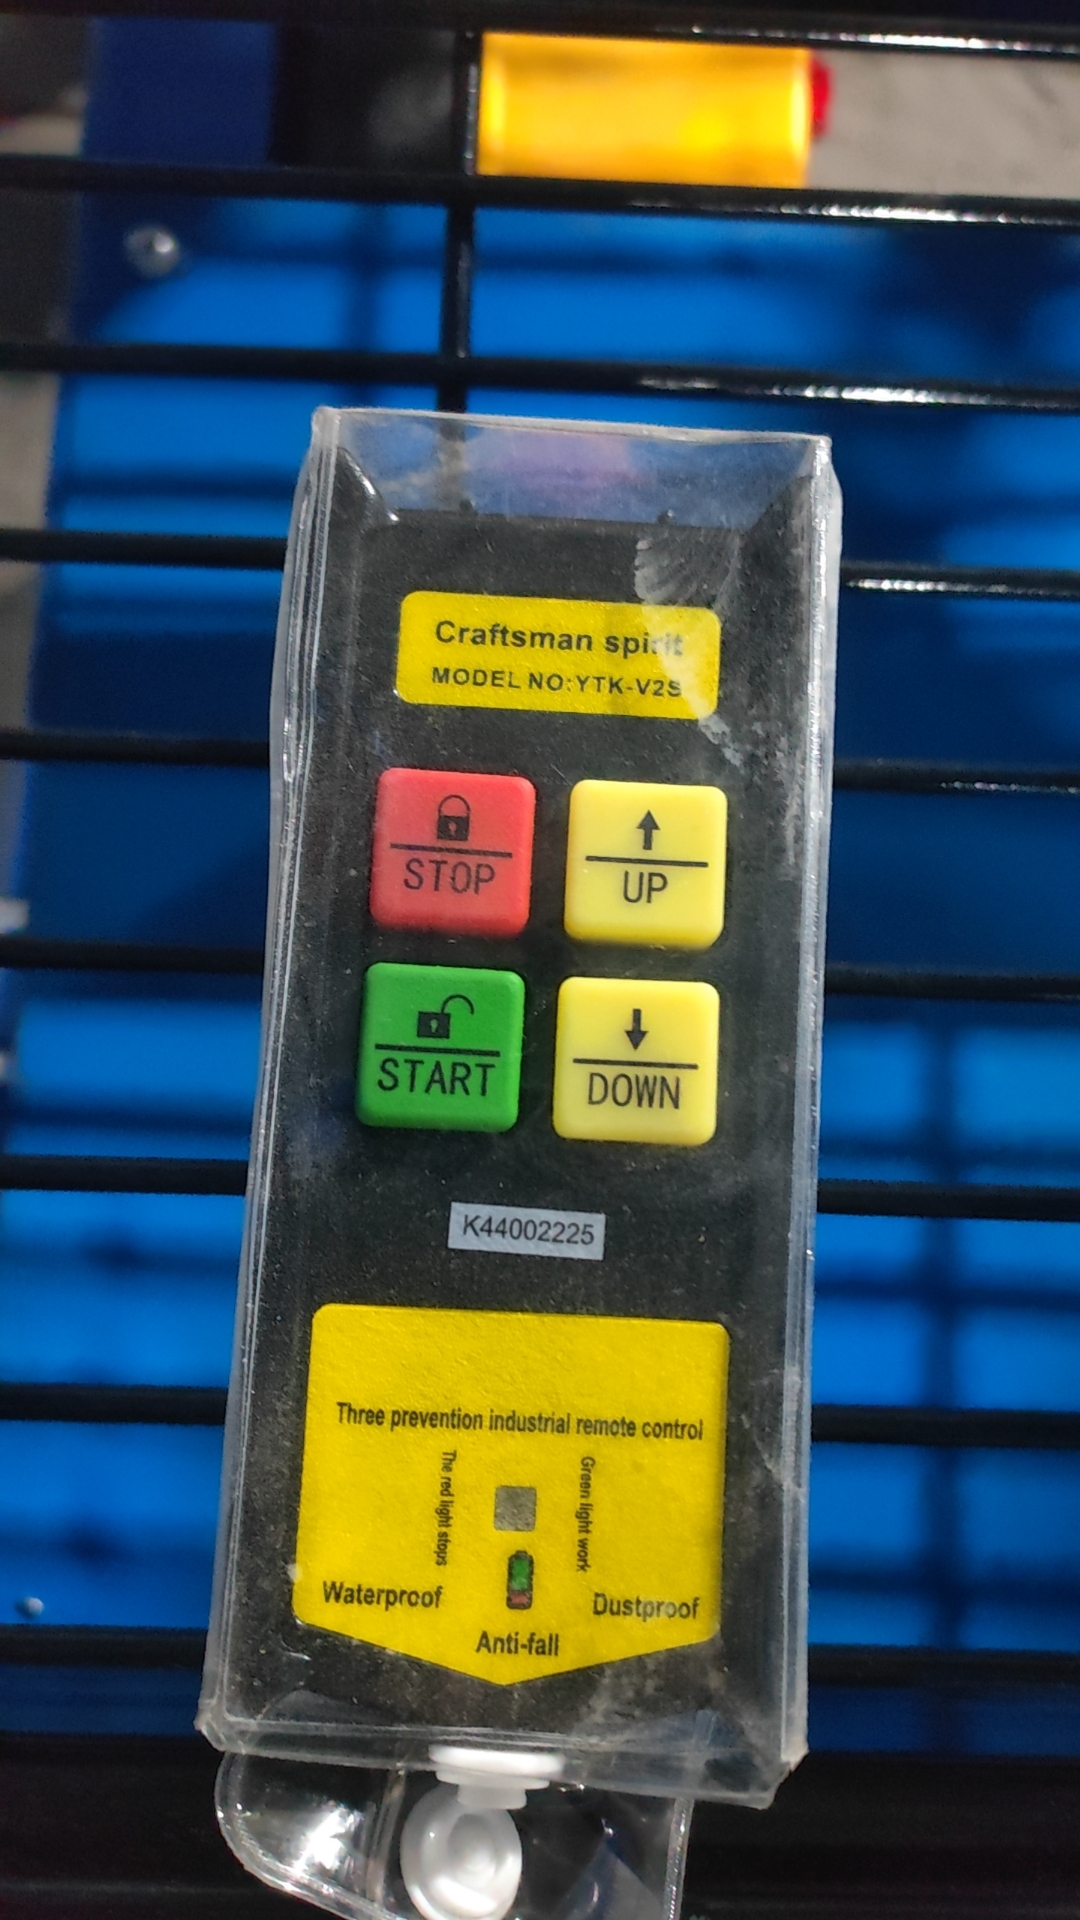 Craftsman spirit
MODEL NO:YTK-V2S
STOP
UP
START
DOWN
K44002225
Three prevention industrial remote control
The red light stops
Green light work
Waterproof
Dustproof
Anti-fall